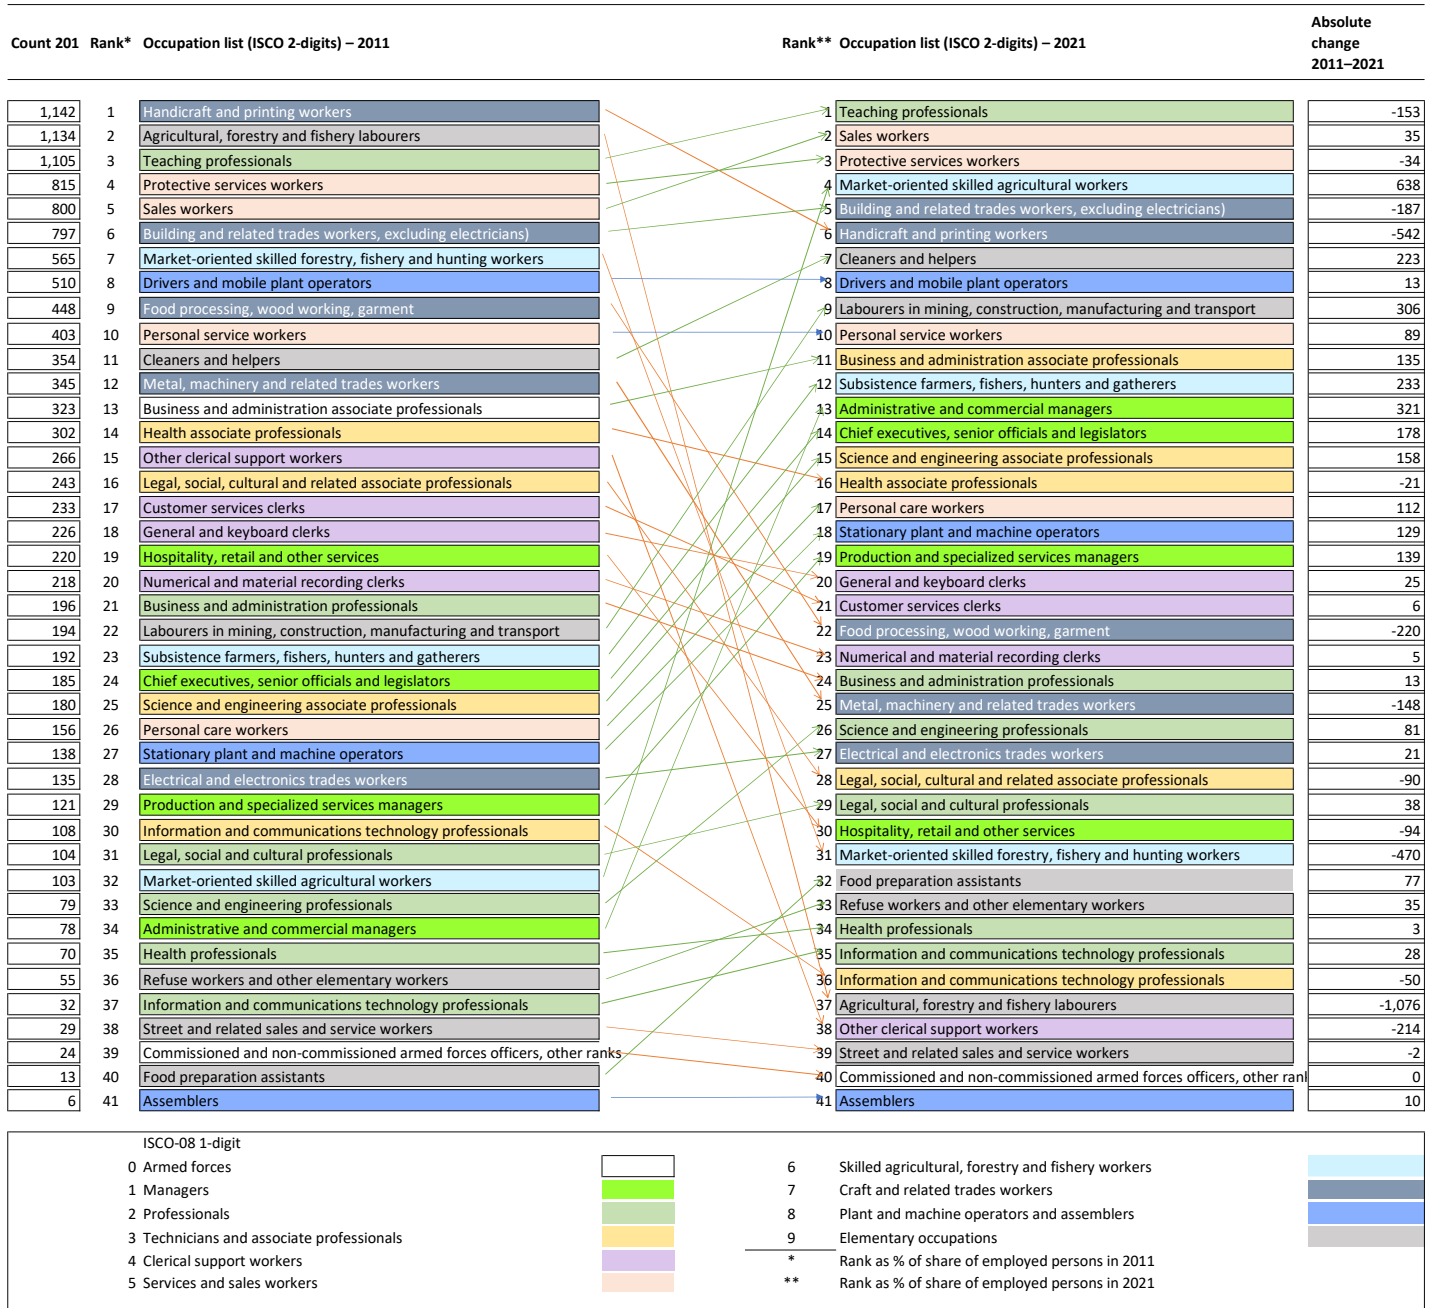 Count 201 Rank* Occupation list (ISCO 2-digits) – 2011 Rank** Occupation list (ISCO 2-digits) – 2021 Absolute change 2011–2021
1,142 1 Handicraft and printing workers 1 Teaching professionals -153
1,134 2 Agricultural, forestry and fishery labourers 2 Sales workers 35
1,105 3 Teaching professionals 3 Protective services workers -34
815 4 Protective services workers 4 Market-oriented skilled agricultural workers 638
800 5 Sales workers 5 Building and related trades workers, excluding electricians) -187
797 6 Building and related trades workers, excluding electricians) 6 Handicraft and printing workers -542
565 7 Market-oriented skilled forestry, fishery and hunting workers 7 Cleaners and helpers 223
510 8 Drivers and mobile plant operators 8 Drivers and mobile plant operators 13
448 9 Food processing, wood working, garment 9 Labourers in mining, construction, manufacturing and transport 306
403 10 Personal service workers 10 Personal service workers 89
354 11 Cleaners and helpers 11 Business and administration associate professionals 135
345 12 Metal, machinery and related trades workers 12 Subsistence farmers, fishers, hunters and gatherers 233
323 13 Business and administration associate professionals 13 Administrative and commercial managers 321
302 14 Health associate professionals 14 Chief executives, senior officials and legislators 178
266 15 Other clerical support workers 15 Science and engineering associate professionals 158
243 16 Legal, social, cultural and related associate professionals 16 Health associate professionals -21
233 17 Customer services clerks 17 Personal care workers 112
226 18 General and keyboard clerks 18 Stationary plant and machine operators 129
220 19 Hospitality, retail and other services 19 Production and specialized services managers 139
218 20 Numerical and material recording clerks 20 General and keyboard clerks 25
196 21 Business and administration professionals 21 Customer services clerks 6
194 22 Labourers in mining, construction, manufacturing and transport 22 Food processing, wood working, garment -220
192 23 Subsistence farmers, fishers, hunters and gatherers 23 Numerical and material recording clerks 5
185 24 Chief executives, senior officials and legislators 24 Business and administration professionals 13
180 25 Science and engineering associate professionals 25 Metal, machinery and related trades workers -148
156 26 Personal care workers 26 Science and engineering professionals 81
138 27 Stationary plant and machine operators 27 Electrical and electronics trades workers 21
135 28 Electrical and electronics trades workers 28 Legal, social, cultural and related associate professionals -90
121 29 Production and specialized services managers 29 Legal, social and cultural professionals 38
108 30 Information and communications technology professionals 30 Hospitality, retail and other services -94
104 31 Legal, social and cultural professionals 31 Market-oriented skilled forestry, fishery and hunting workers -470
103 32 Market-oriented skilled agricultural workers 32 Food preparation assistants 77
79 33 Science and engineering professionals 33 Refuse workers and other elementary workers 35
78 34 Administrative and commercial managers 34 Health professionals 3
70 35 Health professionals 35 Information and communications technology professionals 28
55 36 Refuse workers and other elementary workers 36 Information and communications technology professionals -50
32 37 Information and communications technology professionals 37 Agricultural, forestry and fishery labourers -1,076
29 38 Street and related sales and service workers 38 Other clerical support workers -214
24 39 Commissioned and non-commissioned armed forces officers, other ranks 39 Street and related sales and service workers -2
13 40 Food preparation assistants 40 Commissioned and non-commissioned armed forces officers, other rank 0
6 41 Assemblers 41 Assemblers 10
ISCO-08 1-digit
0 Armed forces 6 Skilled agricultural, forestry and fishery workers
1 Managers 7 Craft and related trades workers
2 Professionals 8 Plant and machine operators and assemblers
3 Technicians and associate professionals 9 Elementary occupations
4 Clerical support workers * Rank as % of share of employed persons in 2011
5 Services and sales workers ** Rank as % of share of employed persons in 2021